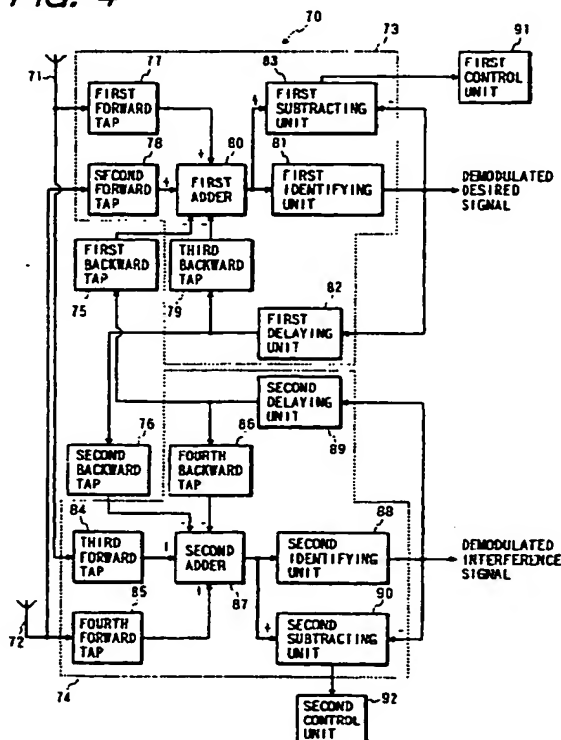 FIG. 4
70
73
91
71
77
83
FIRST
FORWARD
TAP
FIRST
SUBTRACTING
UNIT
FIRST
CONTROL
UNIT
+
-
78
80
81
SECOND
FORWARD
TAP
+
+
FIRST
ADDER
FIRST
IDENTIFYING
UNIT
DEMODULATED
DESIRED
SIGNAL
-
-
FIRST
BACKWARD
TAP
THIRD
BACKWARD
TAP
75
79
82
FIRST
DELAYING
UNIT
SECOND
DELAYING
UNIT
76
86
89
SECOND
BACKWARD
TAP
FOURTH
BACKWARD
TAP
84
-
-
88
THIRD
FORWARD
TAP
+
SECOND
ADDER
SECOND
IDENTIFYING
UNIT
DEMODULATED
INTERFERENCE
SIGNAL
85
+
87
90
72
FOURTH
FORWARD
TAP
+
SECOND
SUBTRACTING
UNIT
-
74
92
SECOND
CONTROL
UNIT